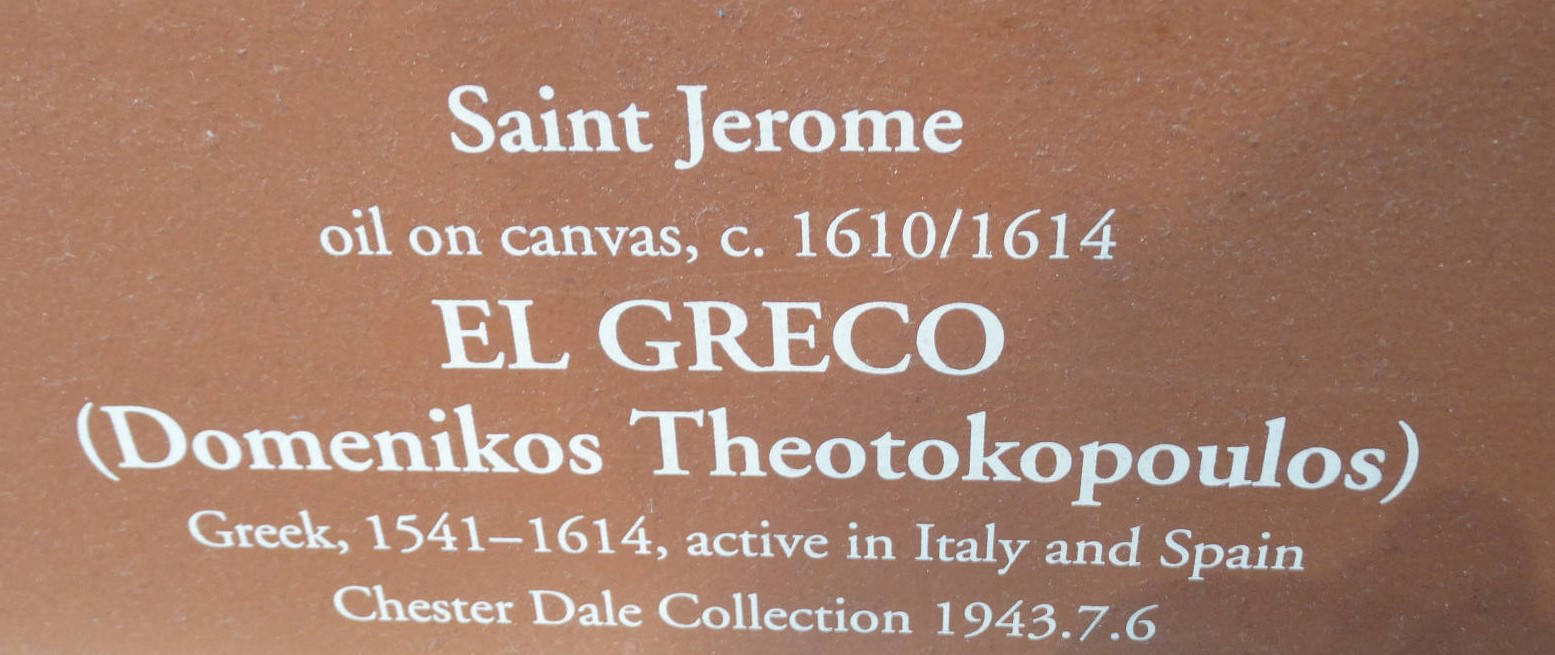 Saint Jerome
oil on canvas, c. 1610/1614
EL GRECO
(Domenikos Theotokopoulos)
Greek, 1541–1614, active in Italy and Spain
Chester Dale Collection 1943.7.6